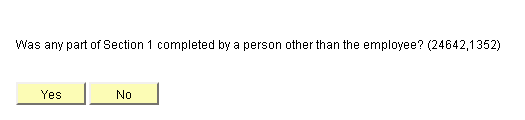 Was any part of Section 1 completed by a person other than the employee? (24642,1352)
Yes No